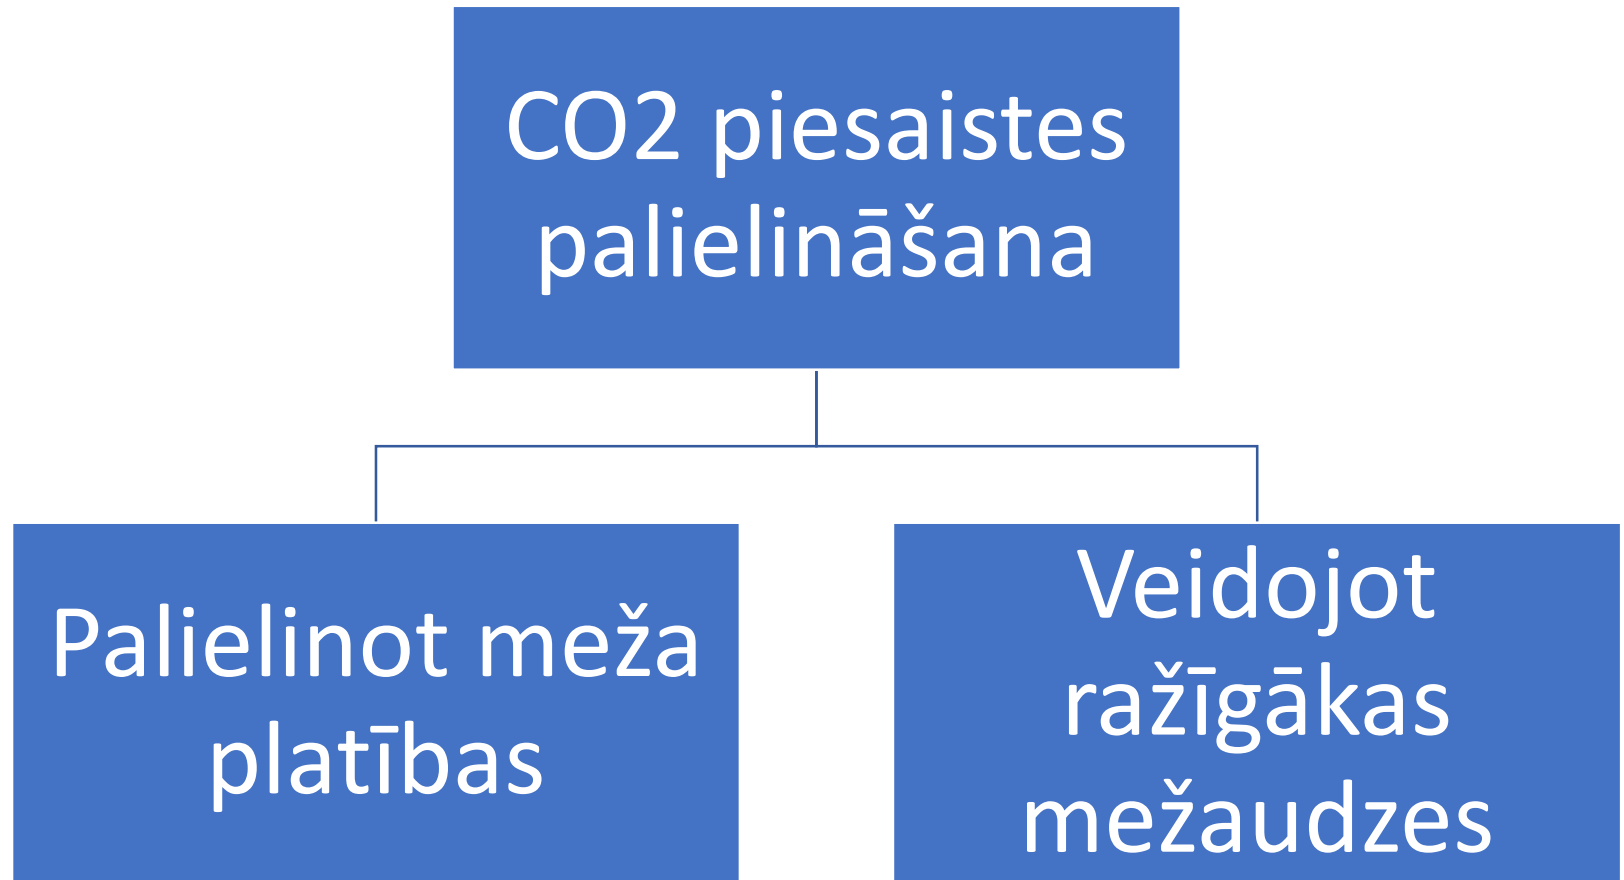 CO2 piesaistes
palielināšana
Palielinot meža
platības
Veidojot
ražīgākas
mežaudzes